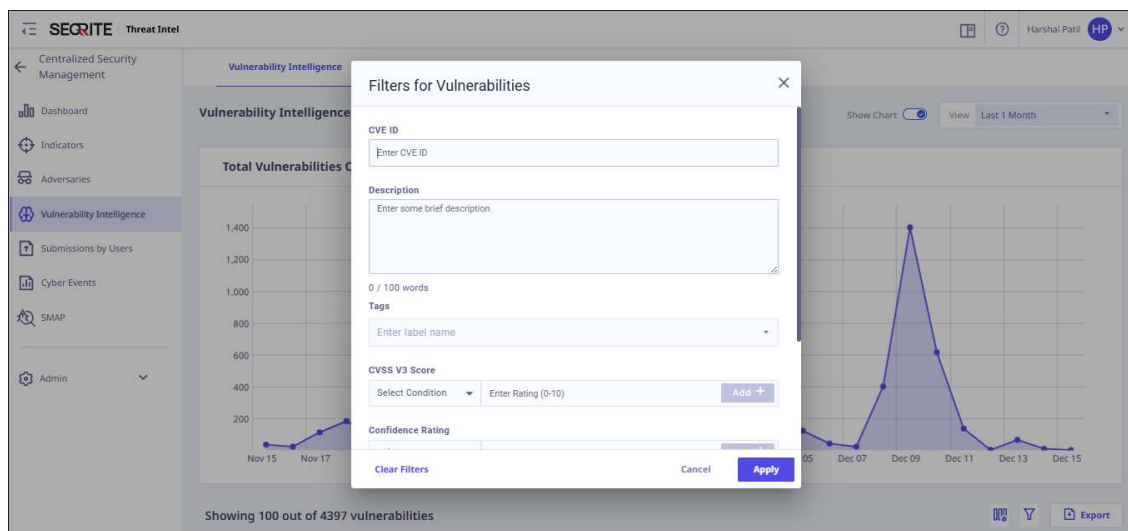 SEQRITE Threat Intel
Harshal Patil HP
Centralized Security
Management
Dashboard
Indicators
Adversaries
Vulnerability Intelligence
Submissions by Users
Cyber Events
SMAP
Admin
Vulnerability Intelligence
Vulnerability Intelligence
Show Chart
View Last 1 Month
Total Vulnerabilities C
1,400
1,200
1,000
800
600
400
200
Nov 15 Nov 17 05 Dec 07 Dec 09 Dec 11 Dec 13 Dec 15
Filters for Vulnerabilities
CVE ID
Enter CVE ID
Description
Enter some brief description
0 / 100 words
Tags
Enter label name
CVSS V3 Score
Select Condition Enter Rating (0-10) Add +
Confidence Rating
Clear Filters Cancel Apply
Showing 100 out of 4397 vulnerabilities
Export